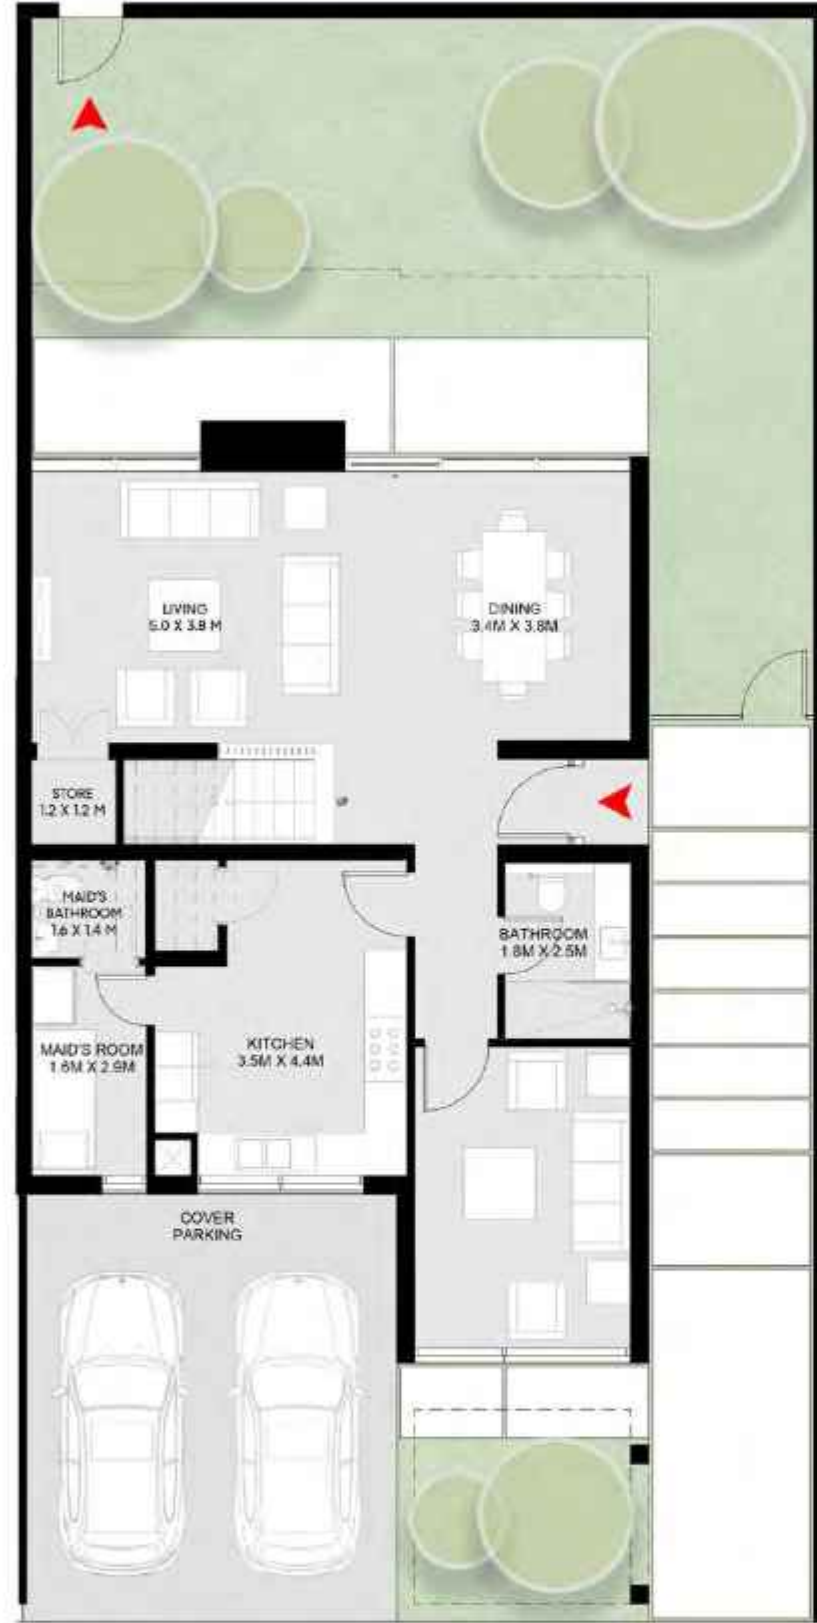 LIVING
5.0 X 3.8 M
DINING
3.4M X 3.8M
STORE
1.2 X 1.2 M
UP
MAID'S
BATHROOM
1.6 X 1.4 M
BATHROOM
1.8M X 2.5M
MAID'S ROOM
1.6M X 2.9M
KITCHEN
3.5M X 4.4M
COVER
PARKING